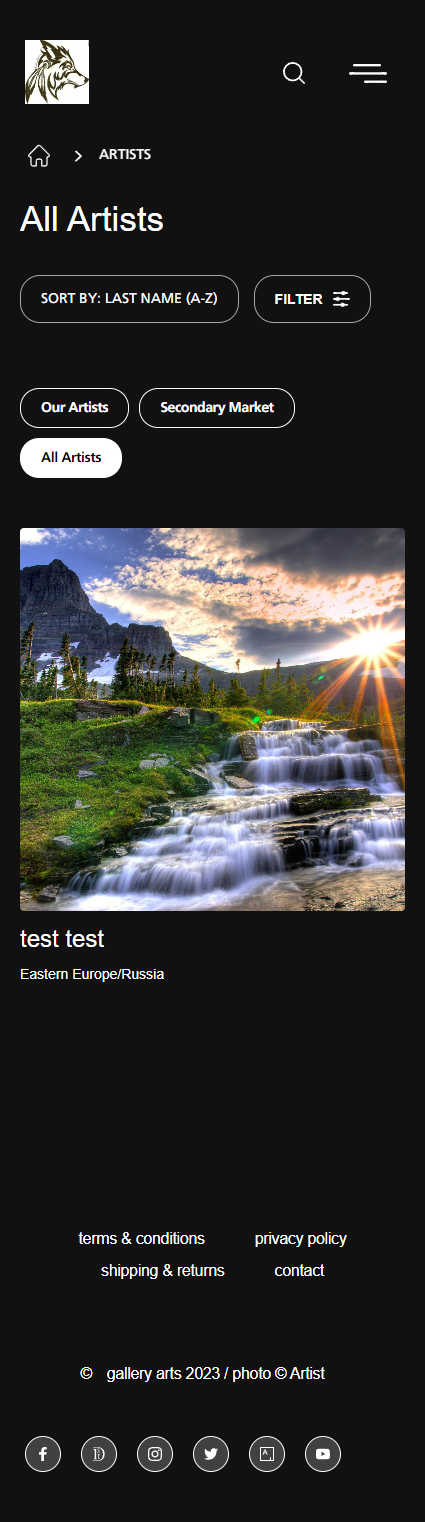 ARTISTS
All Artists
SORT BY: LAST NAME (A-Z) FILTER
Our Artists Secondary Market
All Artists
test test
Eastern Europe/Russia
terms & conditions privacy policy
shipping & returns contact
© gallery arts 2023 / photo © Artist